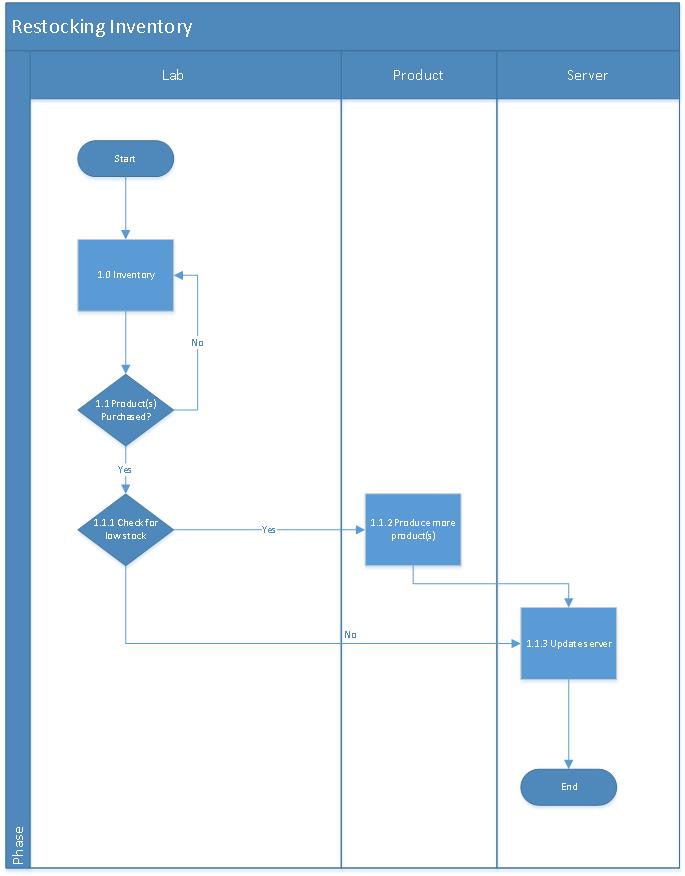 Restocking Inventory
Lab
Product
Server
Start
1.0 Inventory
No
1.1 Product(s)
Purchased?
Yes
1.1.1 Check for
low stock
Yes
1.1.2 Produce more
product(s)
No
1.1.3 Update server
End
Phase